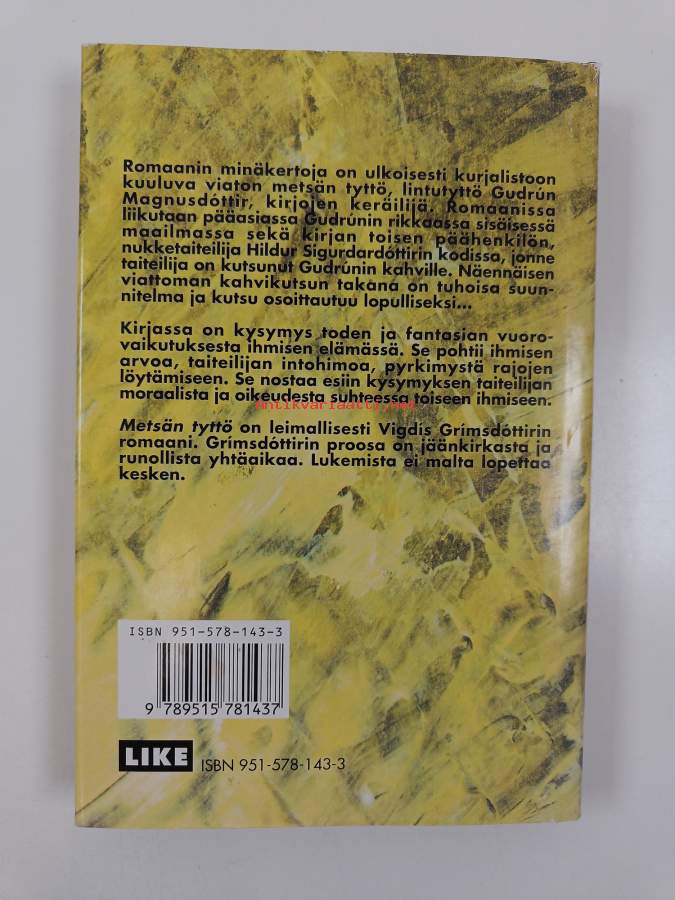 Romaanin minäkertoja on ulkoisesti kurjalistoon
kuuluva viaton metsän tyttö, lintutyttö Gudrún
Magnusdóttir, kirjojen keräilijä. Romaanissa
liikutaan pääasiassa Gudrúnin rikkaassa sisäisessä
maailmassa sekä kirjan toisen päähenkilön,
nukketaiteilija Hildur Sigurdardóttirin kodissa, jonne
taiteilija on kutsunut Gudrúnin kahville. Näennäisen
viattoman kahvikutsun takana on tuhoisa suun-
nitelma ja kutsu osoittautuu lopulliseksi...
Kirjassa on kysymys toden ja fantasian vuoro-
vaikutuksesta ihmisen elämässä. Se pohtii ihmisen
arvoa, taiteilijan intohimoa, pyrkimystä rajojen
löytämiseen. Se nostaa esiin kysymyksen taiteilijan
moraalista ja oikeudesta suhteessa toiseen ihmiseen.
antikvariaatti.net
Metsän tyttö on leimallisesti Vigdís Grímsdóttirin
romaani. Grímsdóttirin proosa on jäänkirkasta ja
runollista yhtäaikaa. Lukemista ei malta lopettaa
kesken.
ISBN 951-578-143-3
9 789515 781437
LIKE ISBN 951-578-143-3